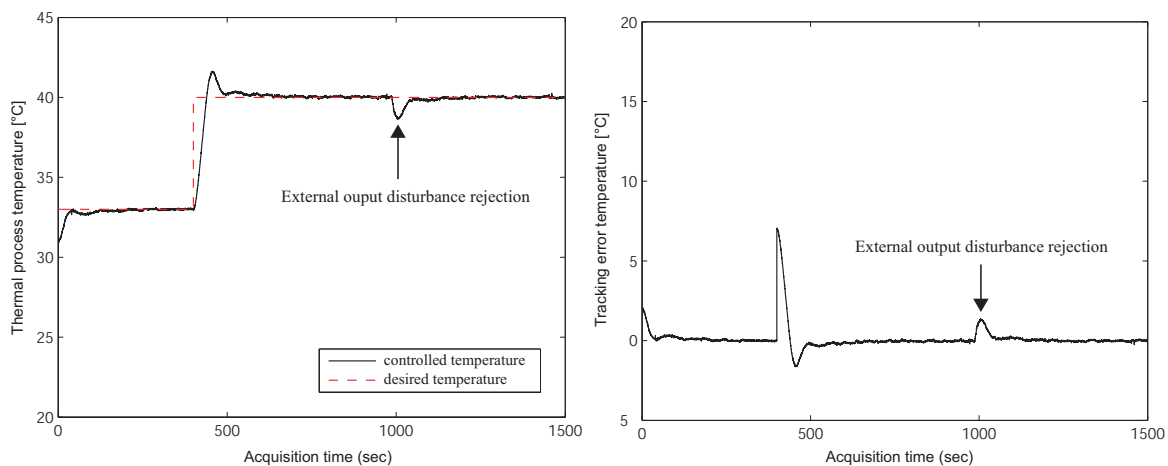 45
40
35
30
25
20
Thermal process temperature [°C]
External ouput disturbance rejection
controlled temperature
desired temperature
0
500
1000
1500
Acquisition time (sec)
20
15
10
5
0
5
Tracking error temperature [°C]
External output disturbance rejection
0
500
1000
1500
Acquisition time (sec)